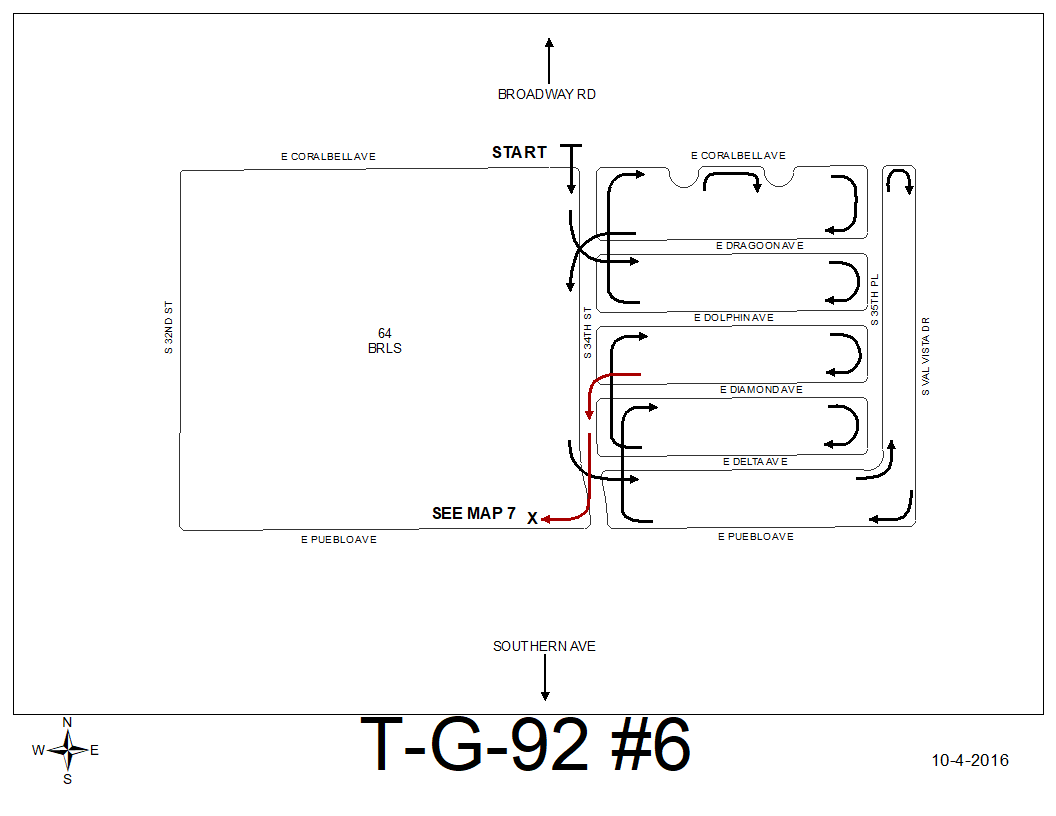 BROADWAY RD
START
E CORALBELL AVE
E CORALBELL AVE
E DRAGOON AVE
S 35TH PL
S 32ND ST
S 34TH ST
E DOLPHIN AVE
S VAL VISTA DR
64
BRLS
E DIAMOND AVE
E DELTA AVE
SEE MAP 7 X
E PUEBLO AVE
E PUEBLO AVE
SOUTHERN AVE
N
W E
S
T-G-92 #6
10-4-2016